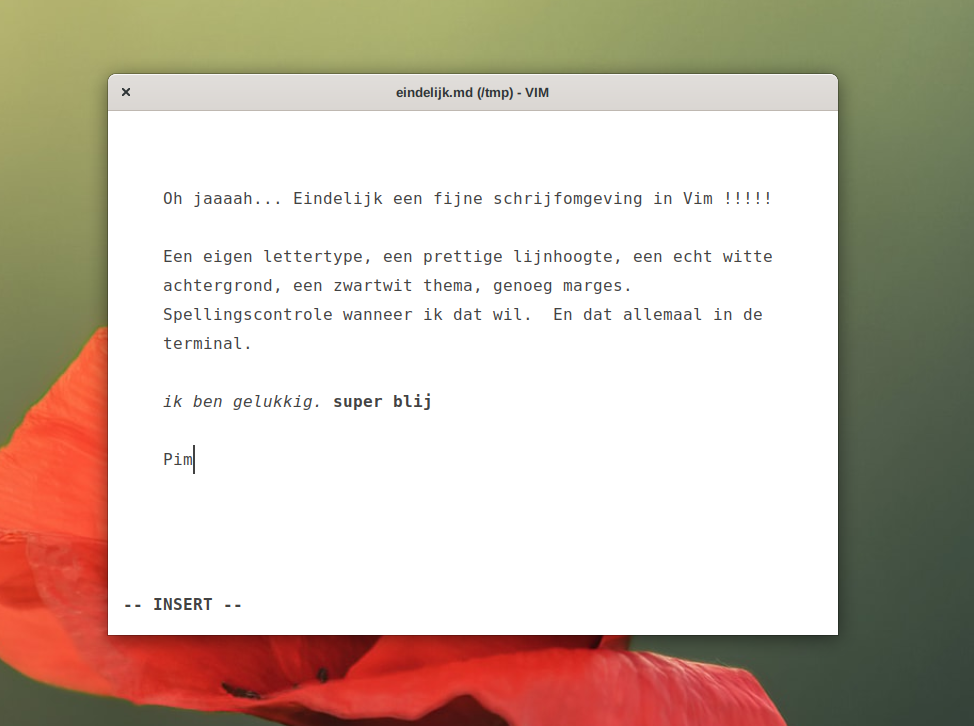 eindelijk.md (/tmp) - VIM
Oh jaaaah... Eindelijk een fijne schrijfomgeving in Vim !!!!!
Een eigen lettertype, een prettige lijnhoogte, een echt witte
achtergrond, een zwartwit thema, genoeg marges.
Spellingscontrole wanneer ik dat wil.  En dat allemaal in de
terminal.
ik ben gelukkig. super blij
Pim
-- INSERT --